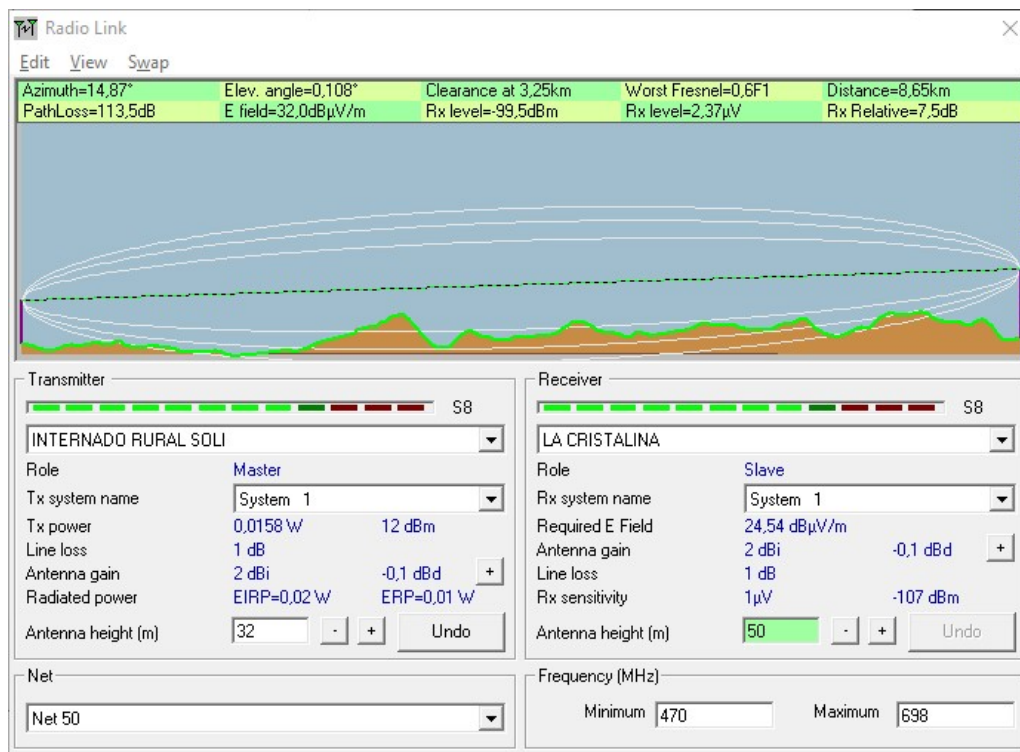 Radio Link
Edit View Swap
Azimuth=14,87° Elev. angle=0,108° Clearance at 3,25km Worst Fresnel=0,6F1 Distance=8,65km
PathLoss=113,5dB E field=32,0dBµV/m Rx level=-99,5dBm Rx level=2,37µV Rx Relative=7,5dB
Transmitter
S8
INTERNADO RURAL SOLI
Role Master
Tx system name System 1
Tx power 0,0158 W 12 dBm
Line loss 1 dB
Antenna gain 2 dBi -0,1 dBd +
Radiated power EIRP=0,02 W ERP=0,01 W
Antenna height (m) 32 - + Undo
Receiver
S8
LA CRISTALINA
Role Slave
Rx system name System 1
Required E Field 24,54 dBµV/m
Antenna gain 2 dBi -0,1 dBd +
Line loss 1 dB
Rx sensitivity 1µV -107 dBm
Antenna height (m) 50 - + Undo
Net
Net 50
Frequency (MHz)
Minimum 470 Maximum 698